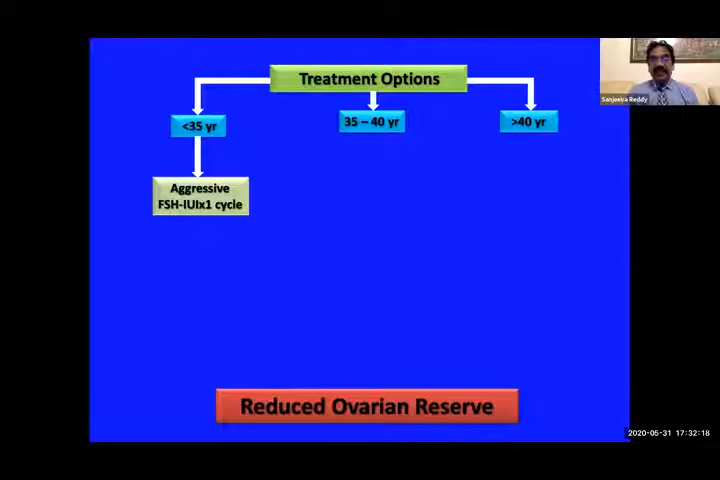 Treatment Options
<35 yr
35 – 40 yr
>40 yr
Aggressive
FSH-IUIx1 cycle
Reduced Ovarian Reserve
Sanjeeva Reddy
2020-05-31 17:32:18